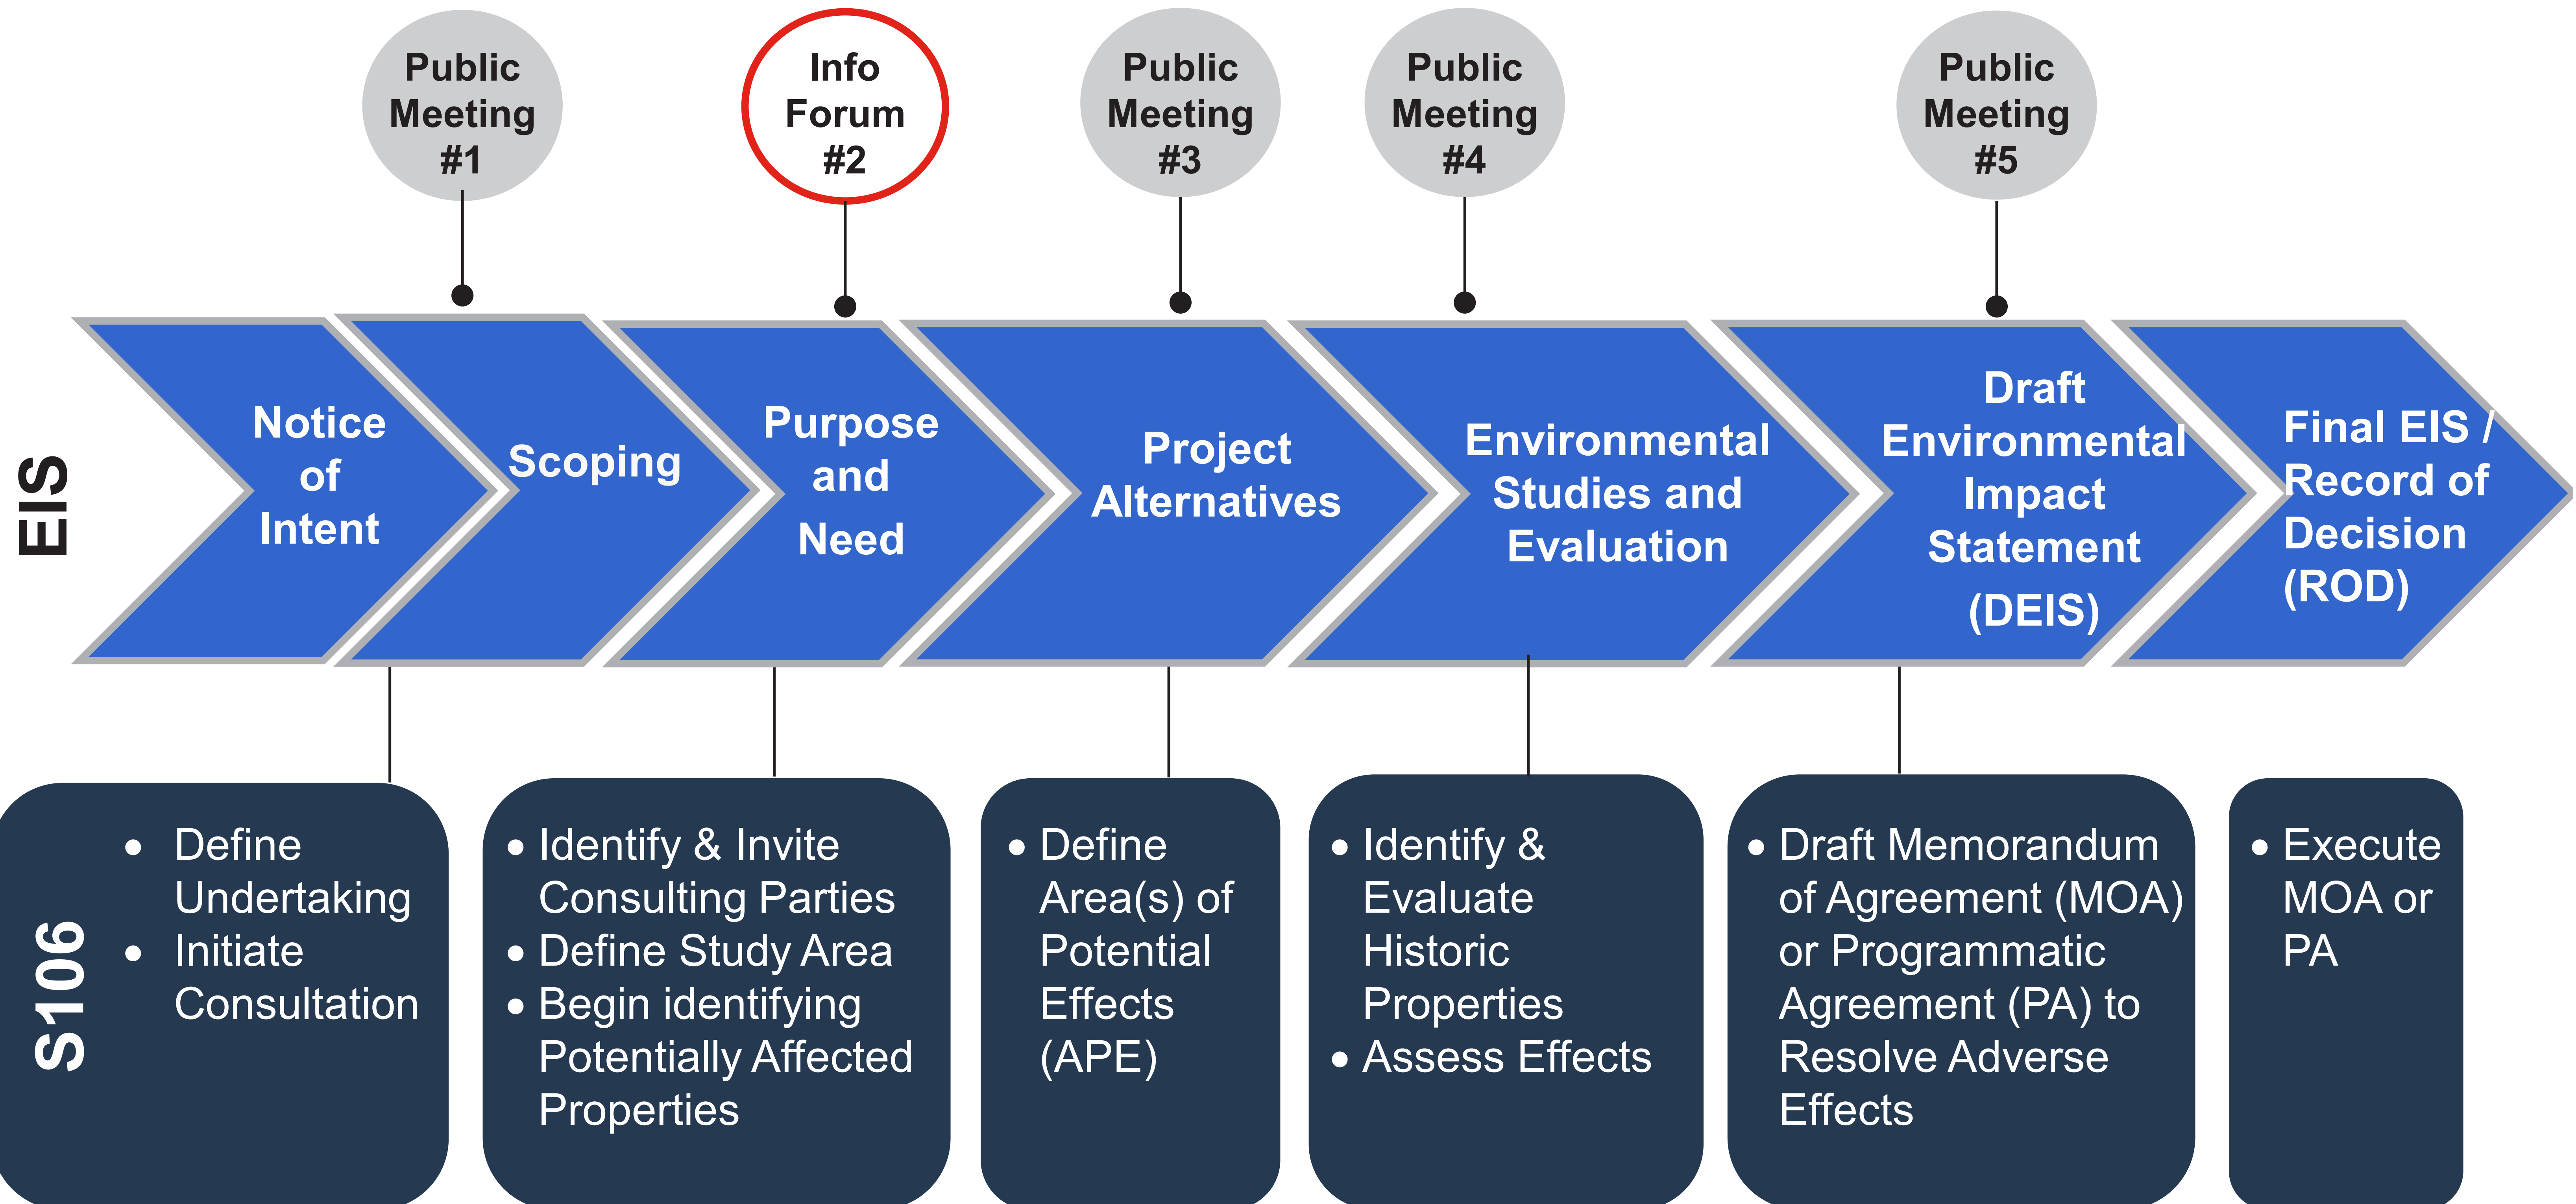 Public
Meeting
#1
Info
Forum
#2
Public
Meeting
#3
Public
Meeting
#4
Public
Meeting
#5
EIS
Notice
of
Intent
Scoping
Purpose
and
Need
Project
Alternatives
Environmental
Studies and
Evaluation
Draft
Environmental
Impact
Statement
(DEIS)
Final EIS /
Record of
Decision
(ROD)
S106
• Define
Undertaking
• Initiate
Consultation
• Identify & Invite
Consulting Parties
• Define Study Area
• Begin identifying
Potentially Affected
Properties
• Define
Area(s) of
Potential
Effects
(APE)
• Identify &
Evaluate
Historic
Properties
• Assess Effects
• Draft Memorandum
of Agreement (MOA)
or Programmatic
Agreement (PA) to
Resolve Adverse
Effects
• Execute
MOA or
PA